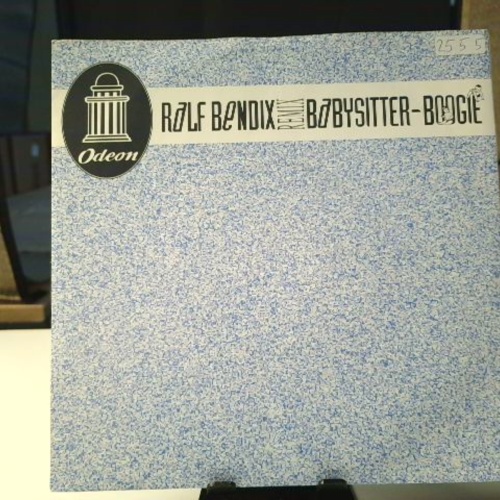 2555
RaLF BeNDIX REMIX BaBYSITTER-BOOGIE
Odeon